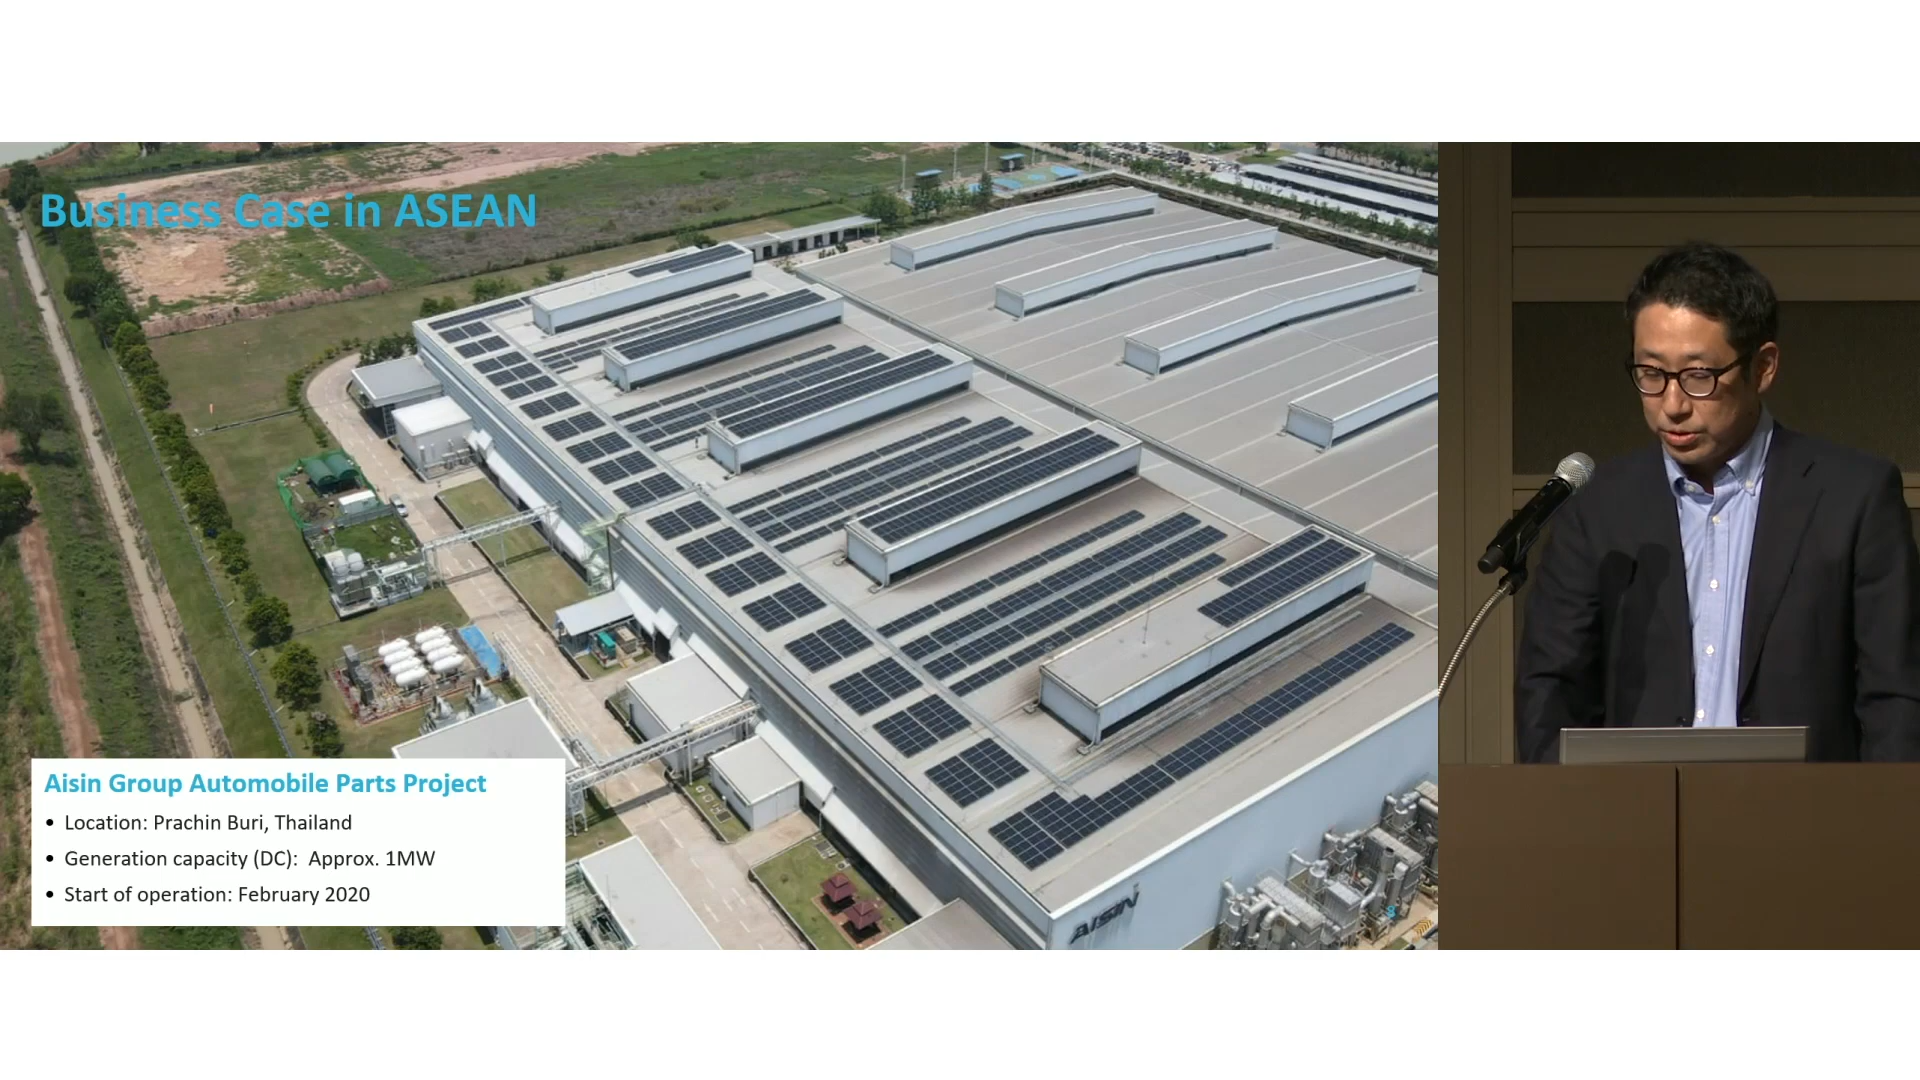 Business Case in ASEAN
Aisin Group Automobile Parts Project
• Location: Prachin Buri, Thailand
• Generation capacity (DC): Approx. 1MW
• Start of operation: February 2020
AISIN